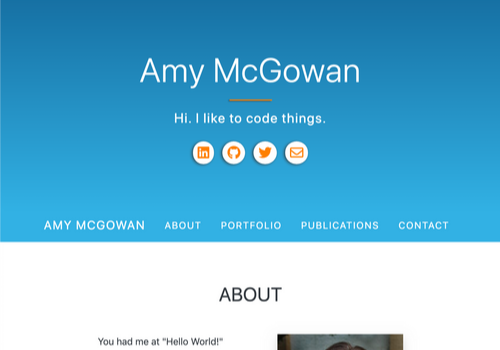 Amy McGowan
Hi. I like to code things.
AMY MCGOWAN ABOUT PORTFOLIO PUBLICATIONS CONTACT
ABOUT
You had me at "Hello World!"